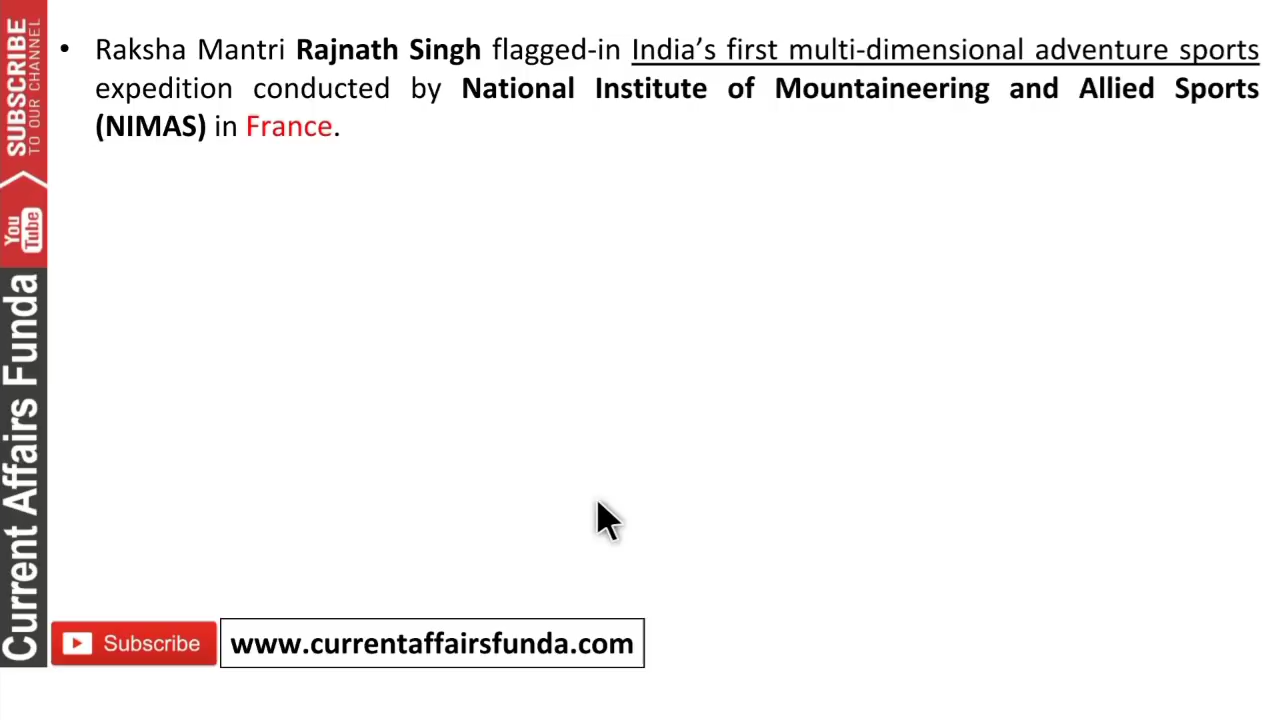 • Raksha Mantri Rajnath Singh flagged-in India’s first multi-dimensional adventure sports
expedition conducted by National Institute of Mountaineering and Allied Sports
(NIMAS) in France.
SUBSCRIBE
TO OUR CHANNEL
You
Tube
Current Affairs Funda
Subscribe
www.currentaffairsfunda.com